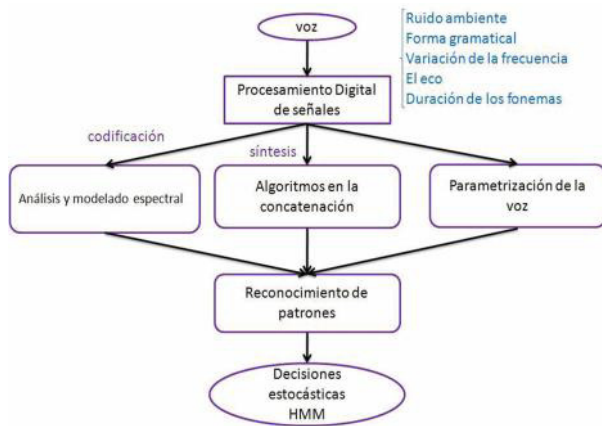 voz
Ruido ambiente
Forma gramatical
Variación de la frecuencia
El eco
Duración de los fonemas
Procesamiento Digital
de señales
codificación
síntesis
Análisis y modelado espectral
Algoritmos en la
concatenación
Parametrización de la
voz
Reconocimiento de
patrones
Decisiones
estocásticas
HMM